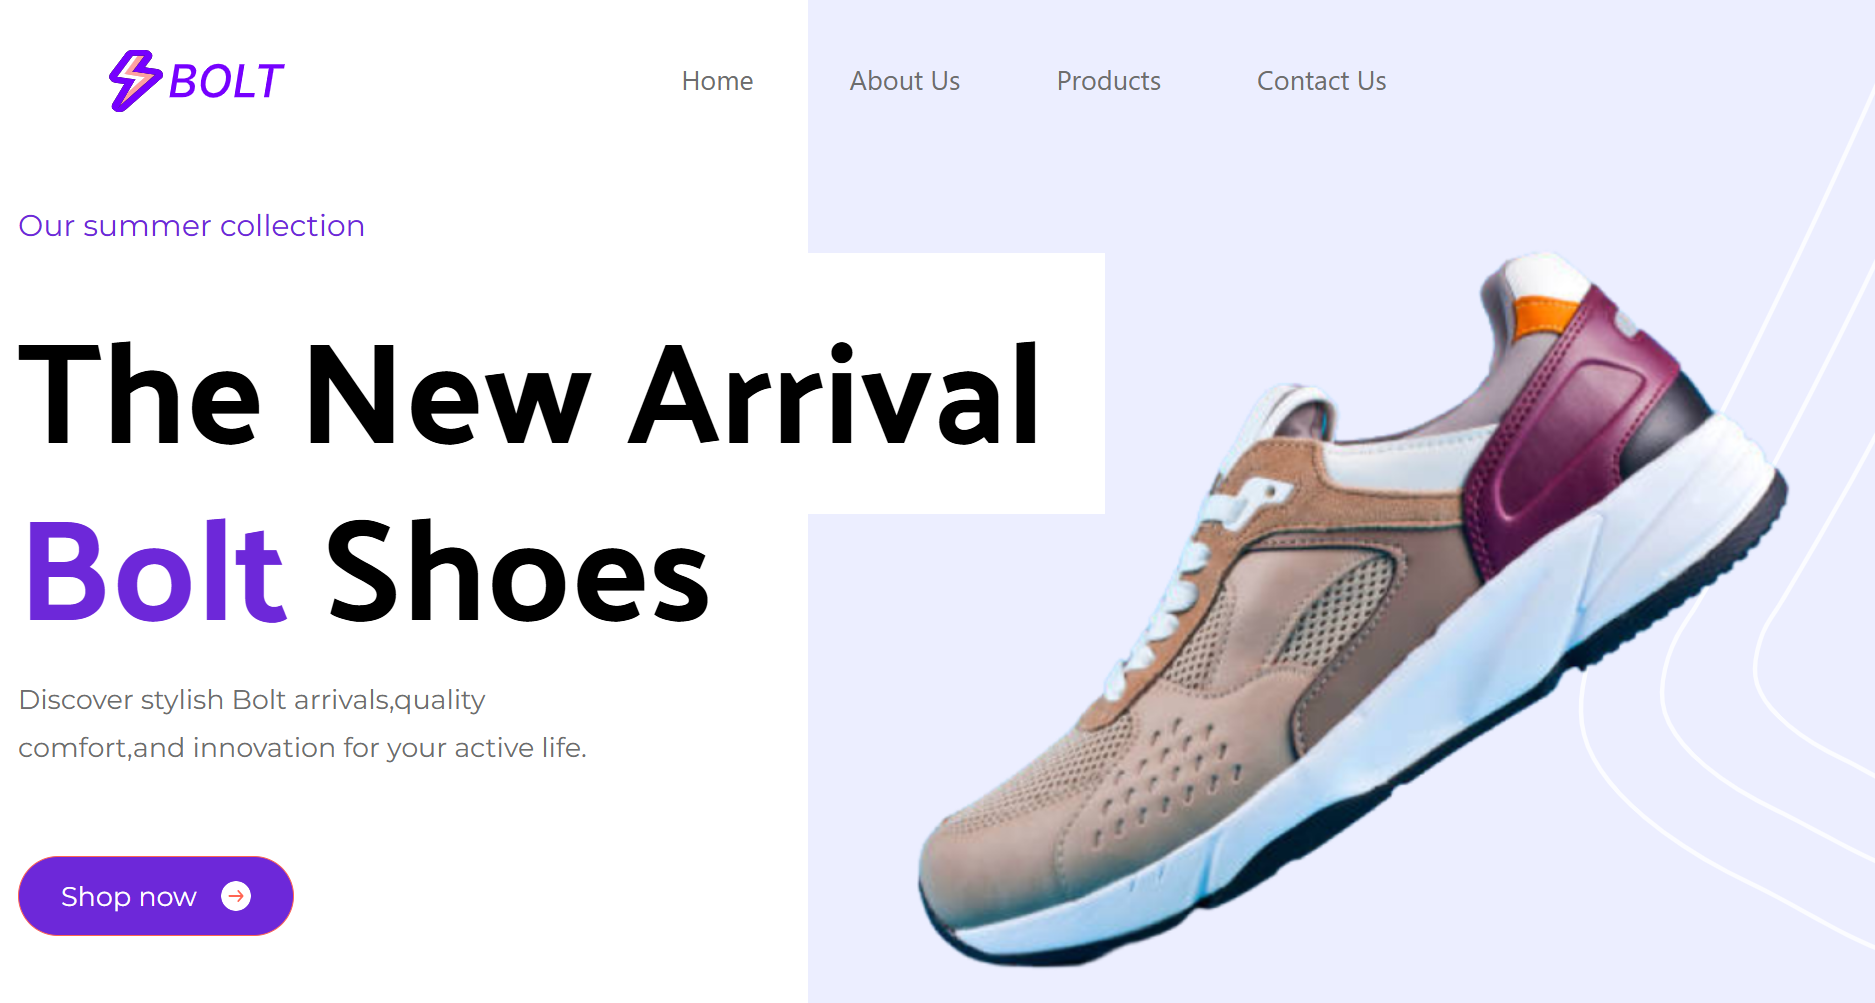 BOLT
Home About Us Products Contact Us
Our summer collection
The New Arrival
Bolt Shoes
Discover stylish Bolt arrivals,quality
comfort,and innovation for your active life.
Shop now